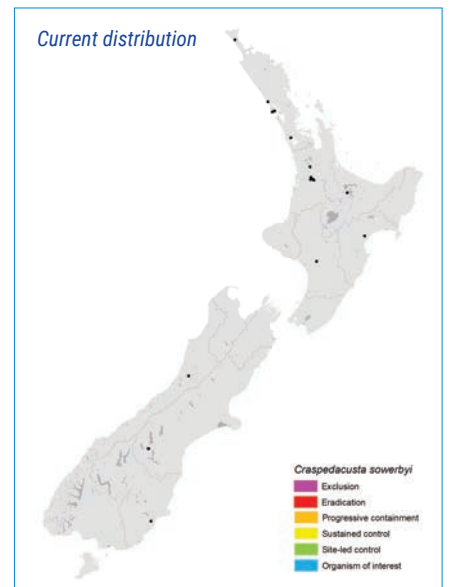 Current distribution
Craspedacusta sowerbyi
Exclusion
Eradication
Progressive containment
Sustained control
Site-led control
Organism of interest